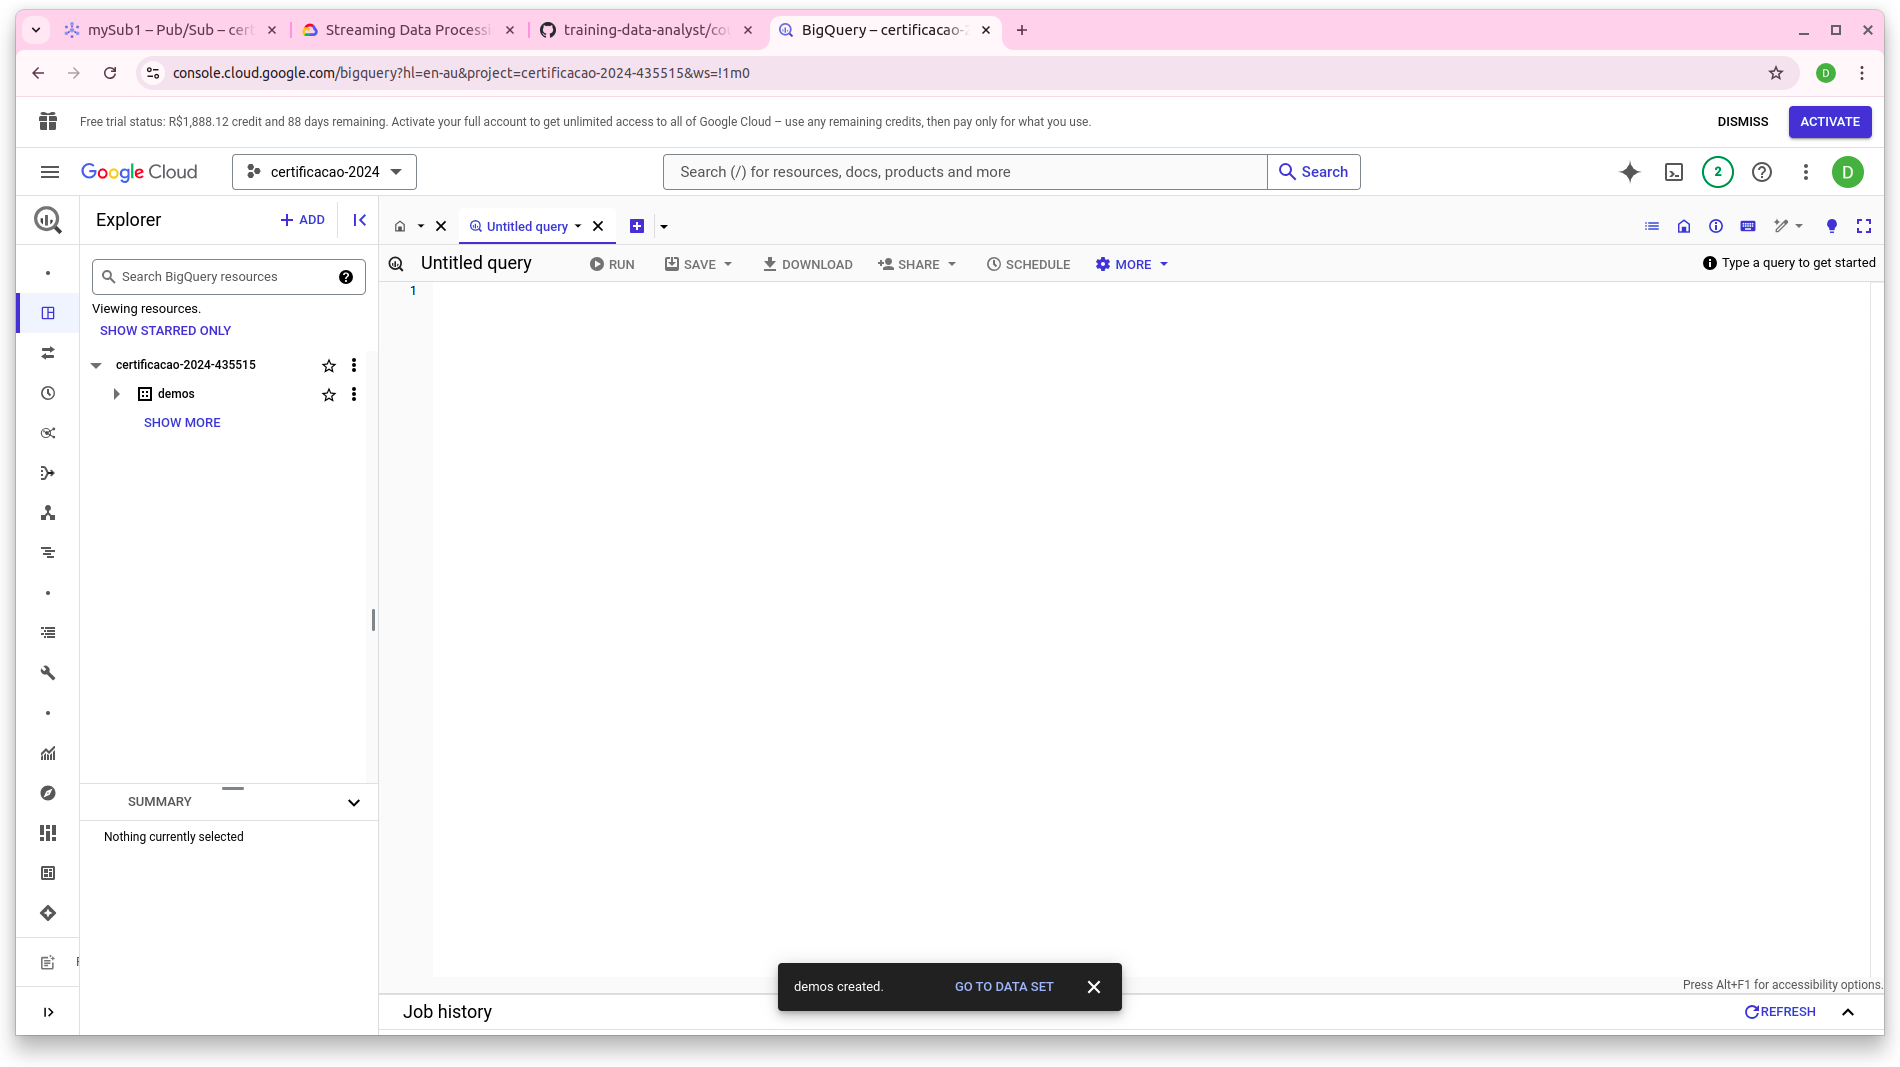 mySub1 – Pub/Sub – cert
Streaming Data Processi
training-data-analyst/cou
BigQuery – certificacao-2
console.cloud.google.com/bigquery?hl=en-au&project=certificacao-2024-435515&ws=!1m0
D
Free trial status: R$1,888.12 credit and 88 days remaining. Activate your full account to get unlimited access to all of Google Cloud – use any remaining credits, then pay only for what you use.
DISMISS
ACTIVATE
Google Cloud
certificacao-2024
Search (/) for resources, docs, products and more
Search
2
D
Explorer
ADD
Untitled query
Untitled query
RUN
SAVE
DOWNLOAD
SHARE
SCHEDULE
MORE
Type a query to get started
Search BigQuery resources
1
Viewing resources.
SHOW STARRED ONLY
certificacao-2024-435515
demos
SHOW MORE
SUMMARY
Nothing currently selected
demos created.
GO TO DATA SET
Press Alt+F1 for accessibility options.
Job history
REFRESH